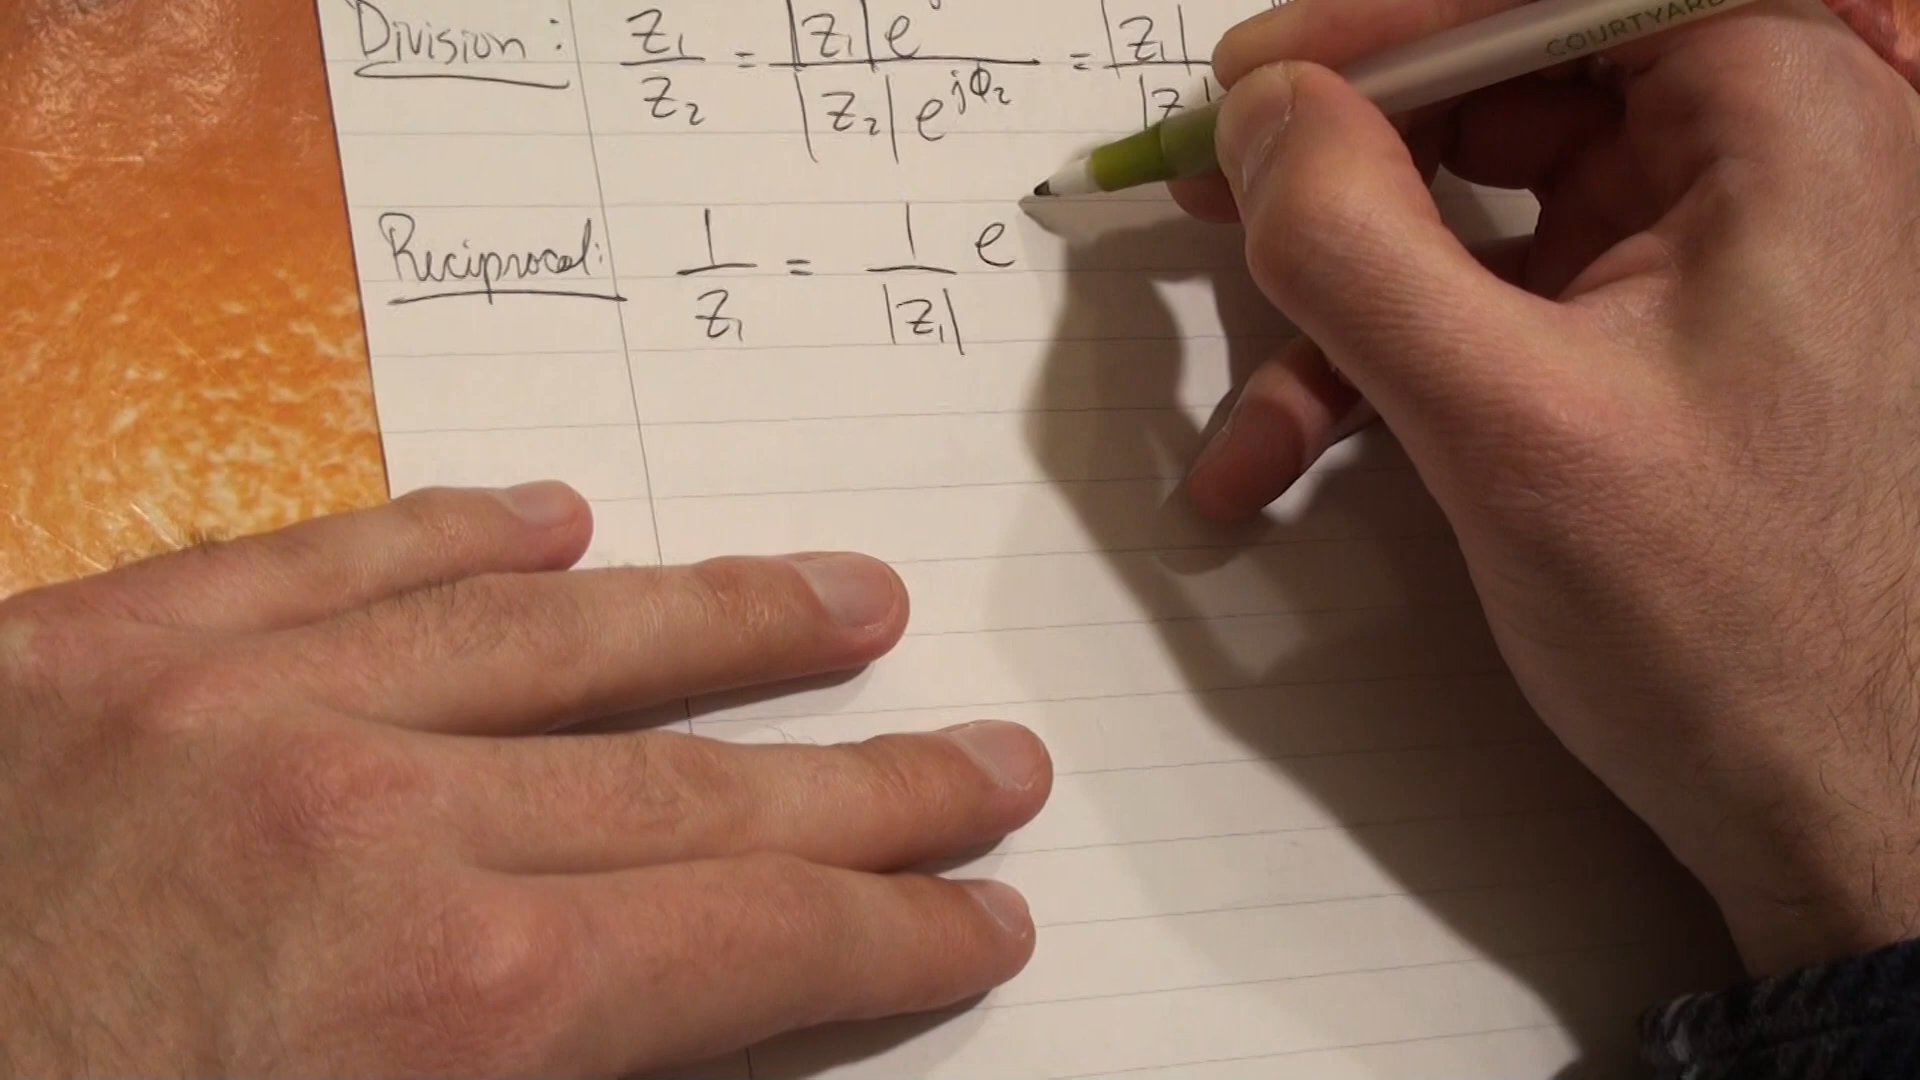 Division: Z₁/Z₂ = |Z₁|e/|Z₂|e^jΦ₂ = |Z₁|/|Z
Reciprocal: 1/Z₁ = 1/|Z₁| e
COURTYARD